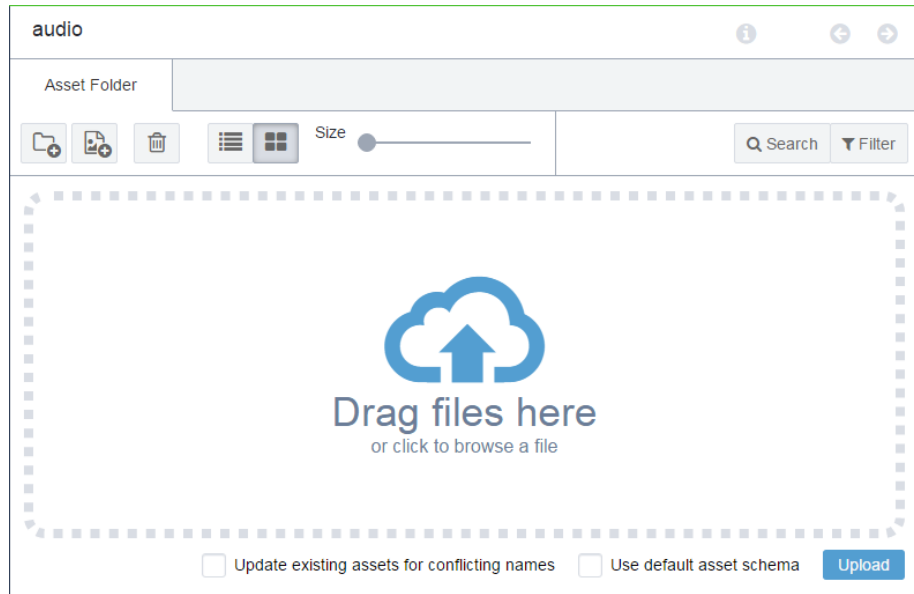 audio
Asset Folder
Size
Search
Filter
Drag files here
or click to browse a file
Update existing assets for conflicting names
Use default asset schema
Upload